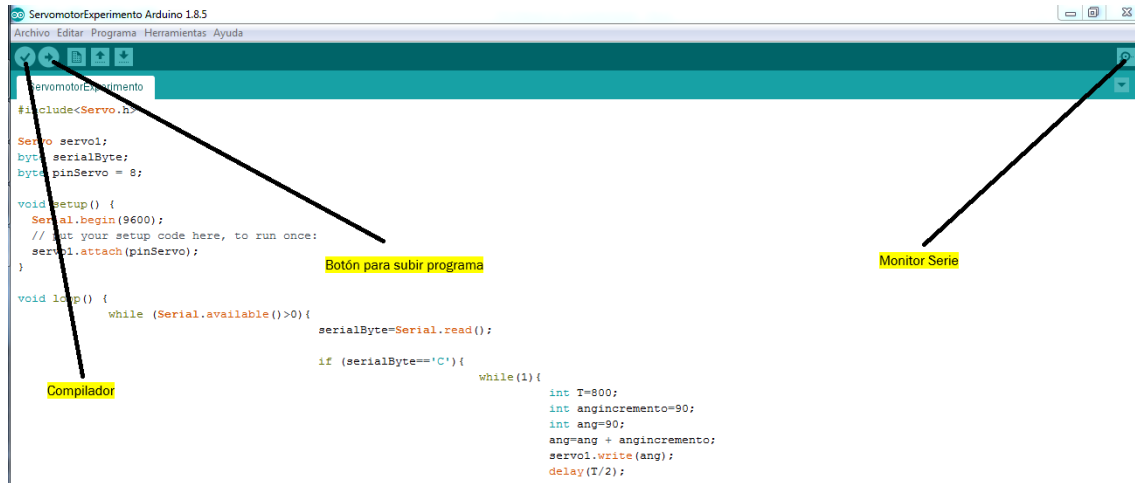 ServomotorExperimento Arduino 1.8.5
Archivo Editar Programa Herramientas Ayuda
ServomotorExperimento
#include<Servo.h>
Servo servo1;
byte serialByte;
byte pinServo = 8;
void setup() {
Serial.begin(9600);
// put your setup code here, to run once:
servo1.attach(pinServo);
}
Botón para subir programa
Monitor Serie
void loop() {
while (Serial.available()>0){
serialByte=Serial.read();
if (serialByte=='C'){
while(1){
Compilador
int T=800;
int angincremento=90;
int ang=90;
ang=ang + angincremento;
servo1.write(ang);
delay(T/2);